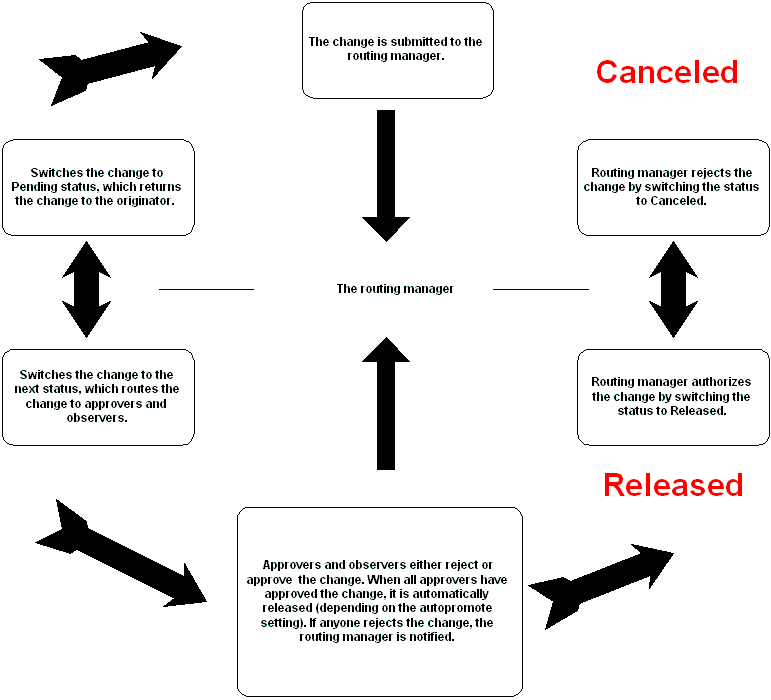 The change is submitted to the
routing manager.
Canceled
Switches the change to
Pending status, which returns
the change to the originator.
Routing manager rejects the
change by switching the status
to Canceled.
The routing manager
Switches the change to the
next status, which routes the
change to approvers and
observers.
Routing manager authorizes
the change by switching the
status to Released.
Released
Approvers and observers either reject or
approve the change. When all approvers have
approved the change, it is automatically
released (depending on the autopromote
setting). If anyone rejects the change, the
routing manager is notified.